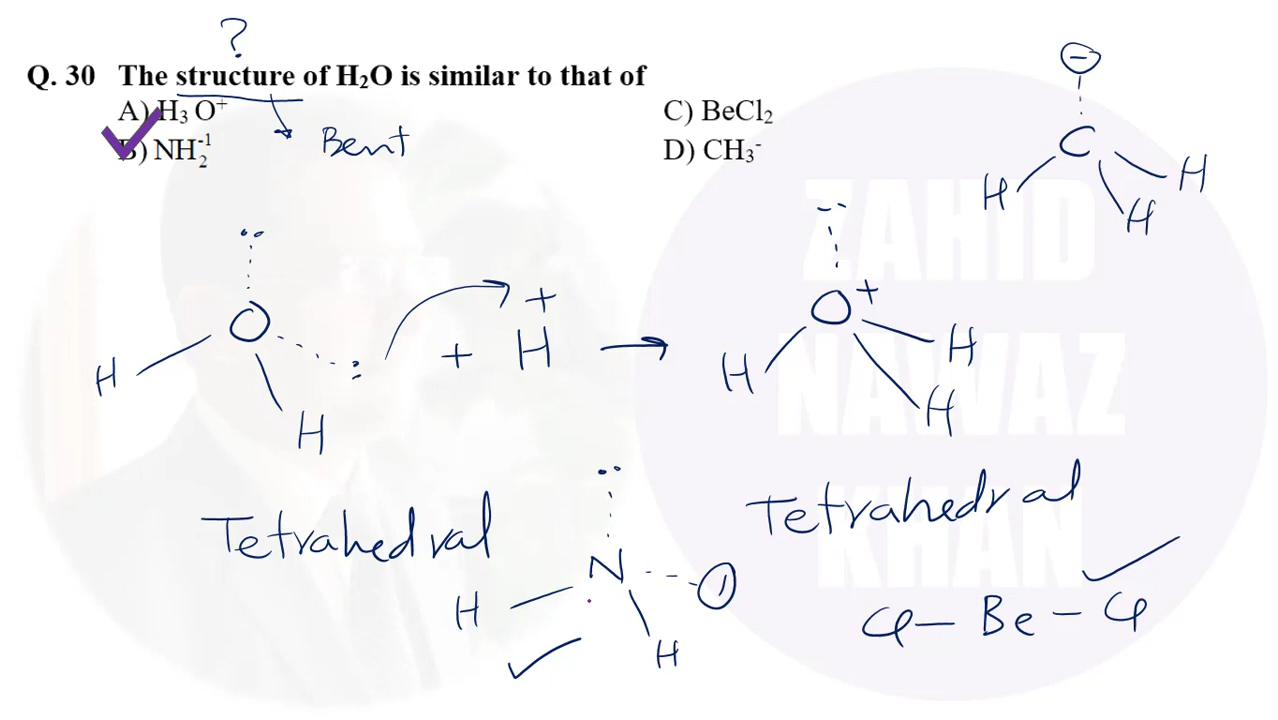 ?
Q. 30 The structure of H₂O is similar to that of
A) H₃ O⁺
C) BeCl₂
B) NH₂⁻¹
Bent
D) CH₃⁻
−
C
H H
H
ZAHID
NAWAZ
KHAN
O
H
H
+ H⁺ →
O⁺
H H
H
Tetrahedral
Tetrahedral
N
H
H
Cl — Be — Cl